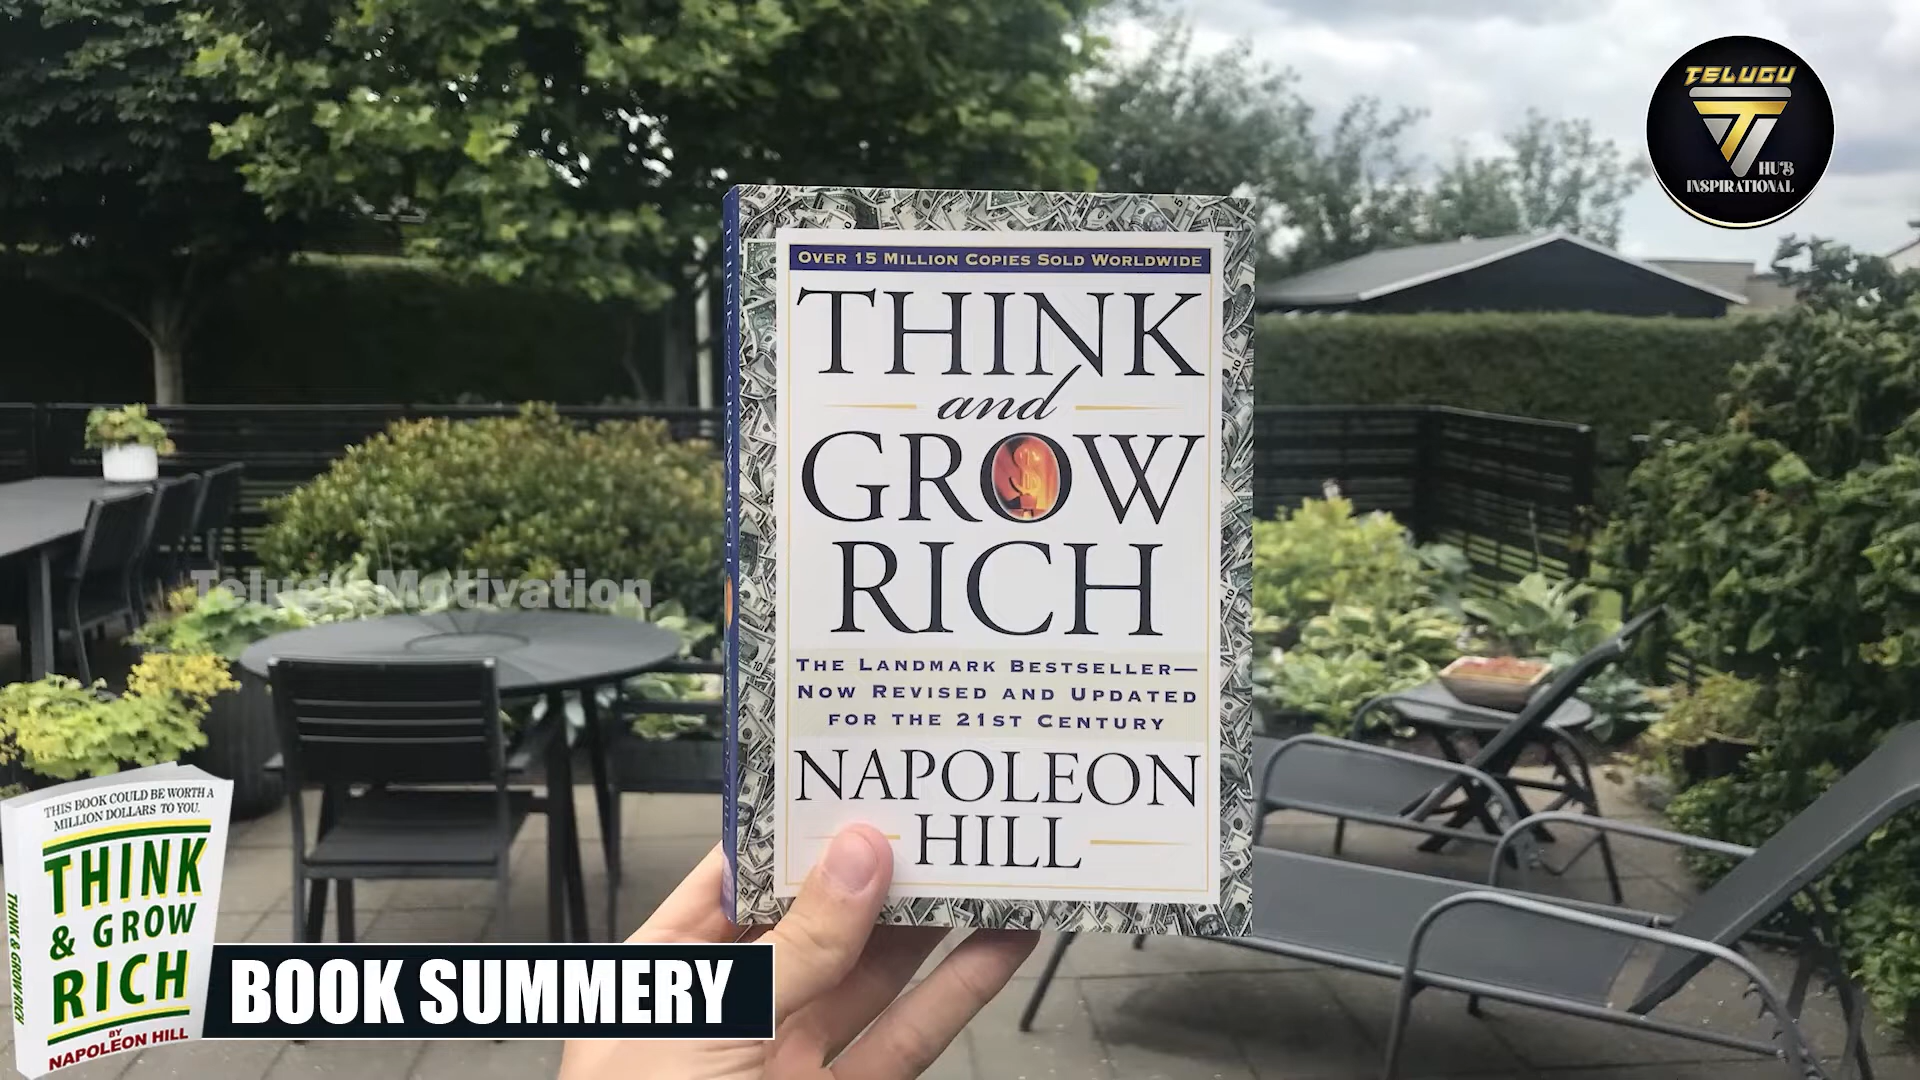 TELUGU
HUB
INSPIRATIONAL
OVER 15 MILLION COPIES SOLD WORLDWIDE
THINK
and
GROW
RICH
THE LANDMARK BESTSELLER—
NOW REVISED AND UPDATED
FOR THE 21ST CENTURY
NAPOLEON
HILL
Telugu Motivation
THIS BOOK COULD BE WORTH A
MILLION DOLLARS TO YOU.
THINK
& GROW
RICH
BY
NAPOLEON HILL
THINK & GROW RICH
BOOK SUMMERY